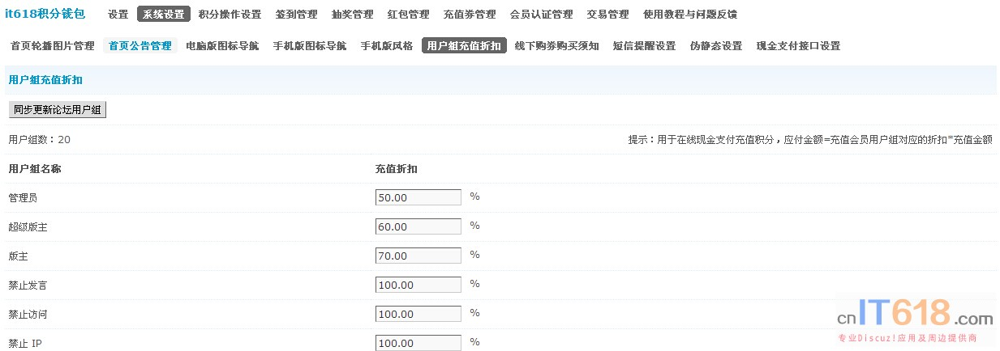 it618积分钱包 设置 系统设置 积分操作设置 签到管理 抽奖管理 红包管理 充值券管理 会员认证管理 交易管理 使用教程与问题反馈
首页轮播图片管理 首页公告管理 电脑版图标导航 手机版图标导航 手机版风格 用户组充值折扣 线下购券购买须知 短信提醒设置 伪静态设置 现金支付接口设置
用户组充值折扣
同步更新论坛用户组
用户组数：20 提示：用于在线现金支付充值积分，应付金额=充值会员用户组对应的折扣*充值金额
用户组名称 充值折扣
管理员 50.00 %
超级版主 60.00 %
版主 70.00 %
禁止发言 100.00 %
禁止访问 100.00 %
禁止 IP 100.00 %
cnIT618.com
专业Discuz!应用及周边提供商